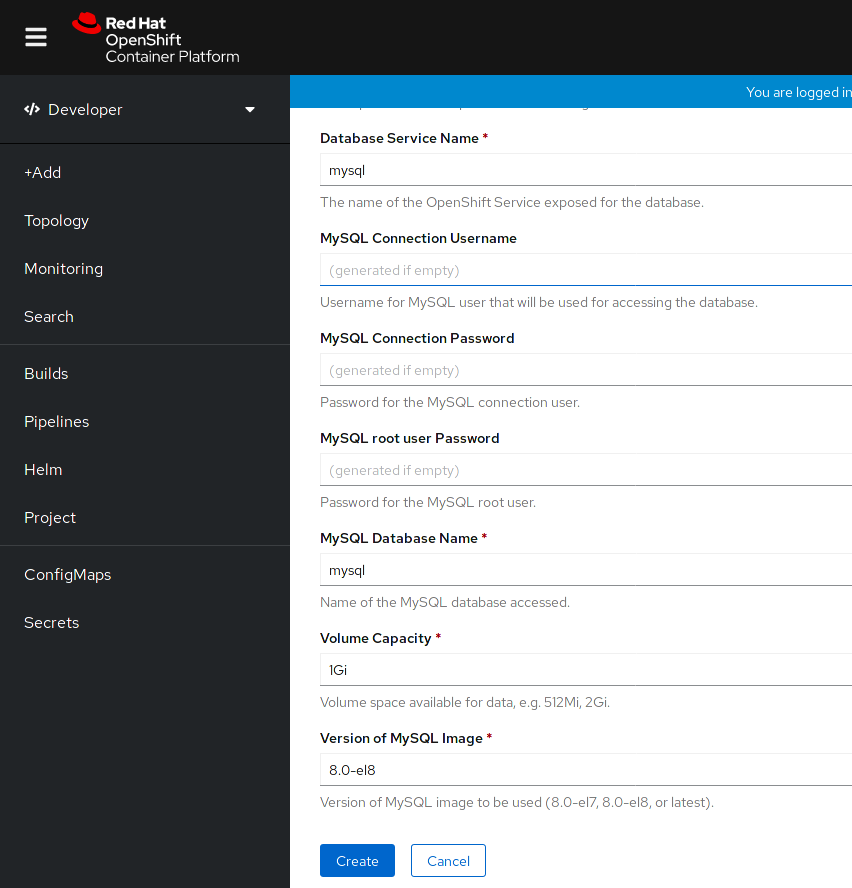 Red Hat
OpenShift
Container Platform
Developer
You are logged in
+Add
Topology
Monitoring
Search
Builds
Pipelines
Helm
Project
ConfigMaps
Secrets
Database Service Name *
mysql
The name of the OpenShift Service exposed for the database.
MySQL Connection Username
(generated if empty)
Username for MySQL user that will be used for accessing the database.
MySQL Connection Password
(generated if empty)
Password for the MySQL connection user.
MySQL root user Password
(generated if empty)
Password for the MySQL root user.
MySQL Database Name *
mysql
Name of the MySQL database accessed.
Volume Capacity *
1Gi
Volume space available for data, e.g. 512Mi, 2Gi.
Version of MySQL Image *
8.0-el8
Version of MySQL image to be used (8.0-el7, 8.0-el8, or latest).
Create
Cancel